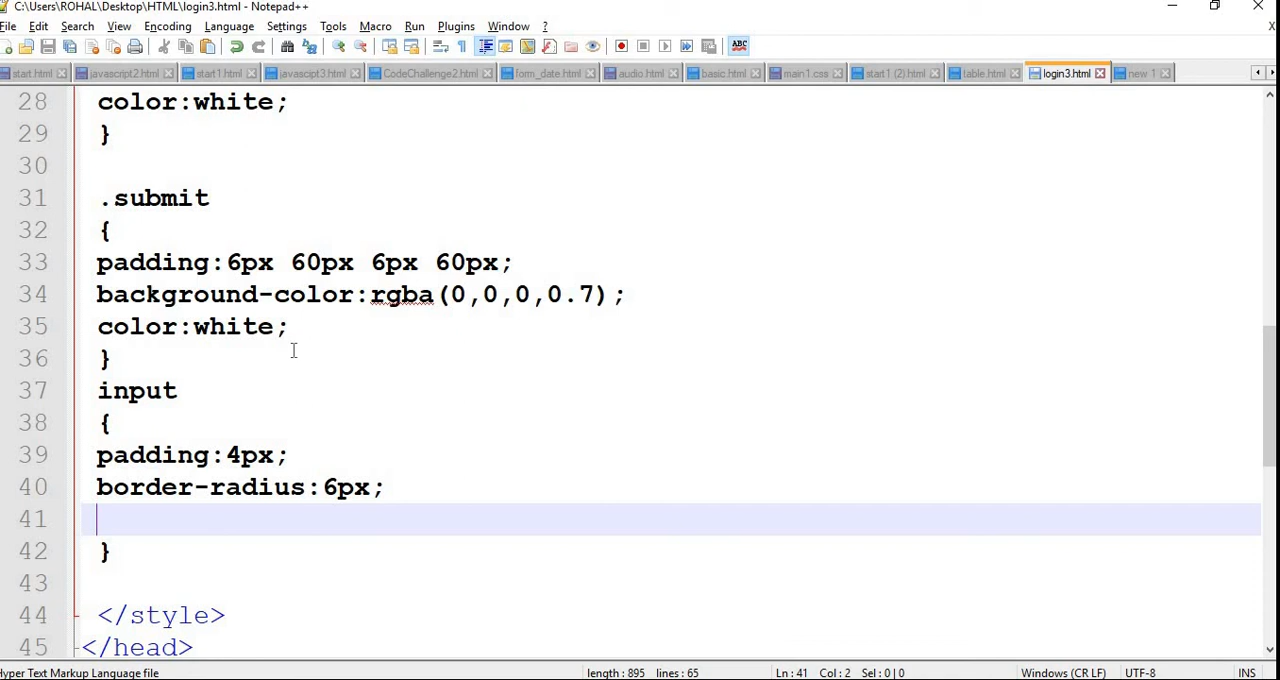 C:\Users\ROHAL\Desktop\HTML\login3.html - Notepad++
File Edit Search View Encoding Language Settings Tools Macro Run Plugins Window ?
X
ABC
start.html javascript2.html start1.html javascipt3.html CodeChallenge2.html form_date.html audio.html basic.html main1.css start1 (2).html table.html login3.html new 1
28 color:white;
29 }
30
31 .submit
32 {
33 padding:6px 60px 6px 60px;
34 background-color:rgba(0,0,0,0.7);
35 color:white;
36 }
37 input
38 {
39 padding:4px;
40 border-radius:6px;
41
42 }
43
44 </style>
45 </head>
Hyper Text Markup Language file length : 895 lines : 65 Ln : 41 Col : 2 Sel : 0 | 0 Windows (CR LF) UTF-8 INS